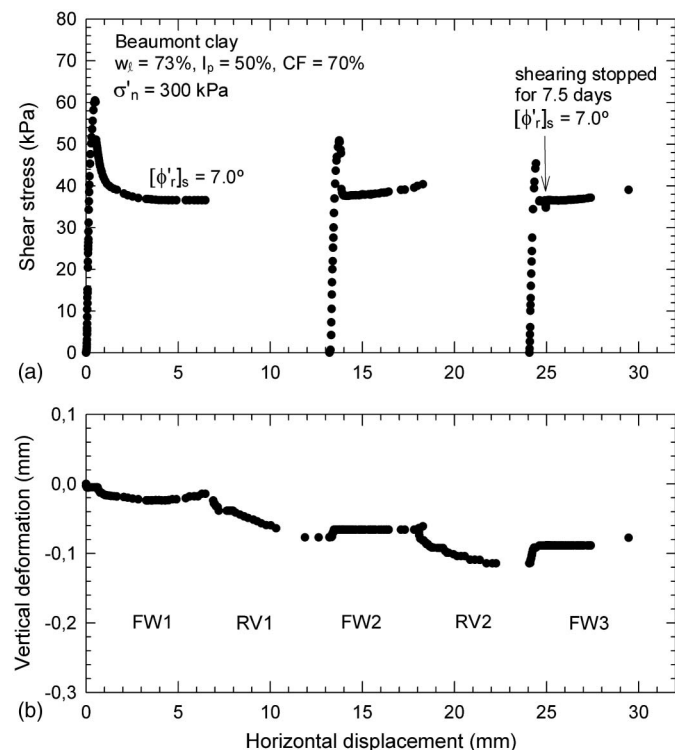 80
70
60
50
40
30
20
10
0
Shear stress (kPa)
Beaumont clay
wℓ = 73%, Ip = 50%, CF = 70%
σ'n = 300 kPa
[ϕ'r]s = 7.0º
shearing stopped
for 7.5 days
[ϕ'r]s = 7.0º
0 5 10 15 20 25 30
(a)
0,1
0,0
-0,1
-0,2
-0,3
Vertical deformation (mm)
FW1 RV1 FW2 RV2 FW3
0 5 10 15 20 25 30
(b)
Horizontal displacement (mm)